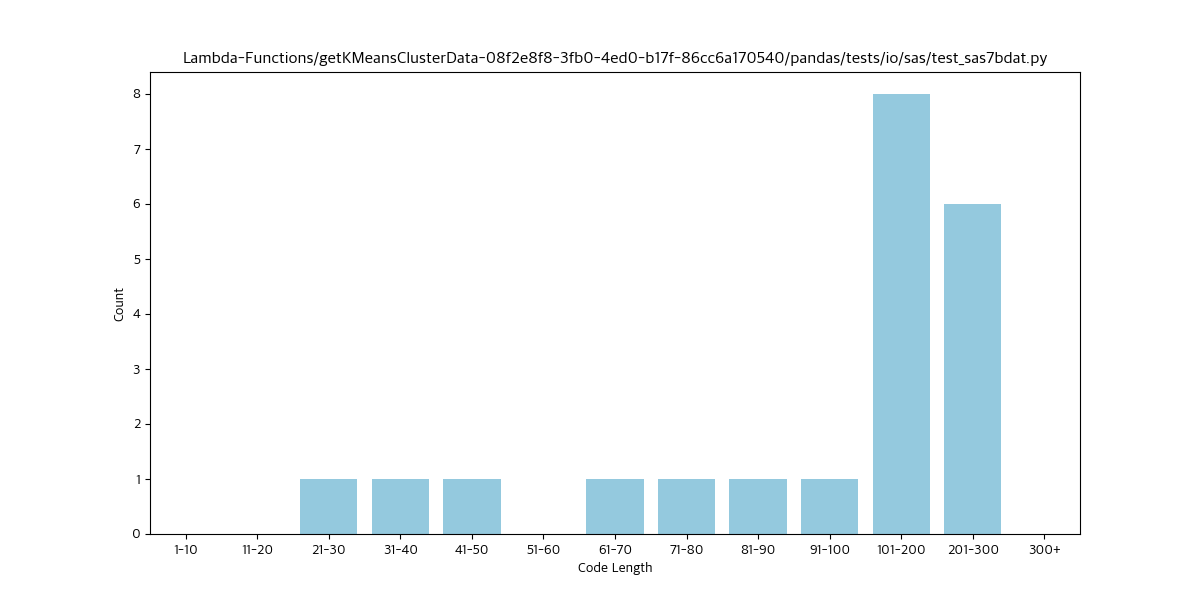 Lambda-Functions/getKMeansClusterData-08f2e8f8-3fb0-4ed0-b17f-86cc6a170540/pandas/tests/io/sas/test_sas7bdat.py
8
7
6
5
4
3
2
1
0
Count
1-10 11-20 21-30 31-40 41-50 51-60 61-70 71-80 81-90 91-100 101-200 201-300 300+
Code Length